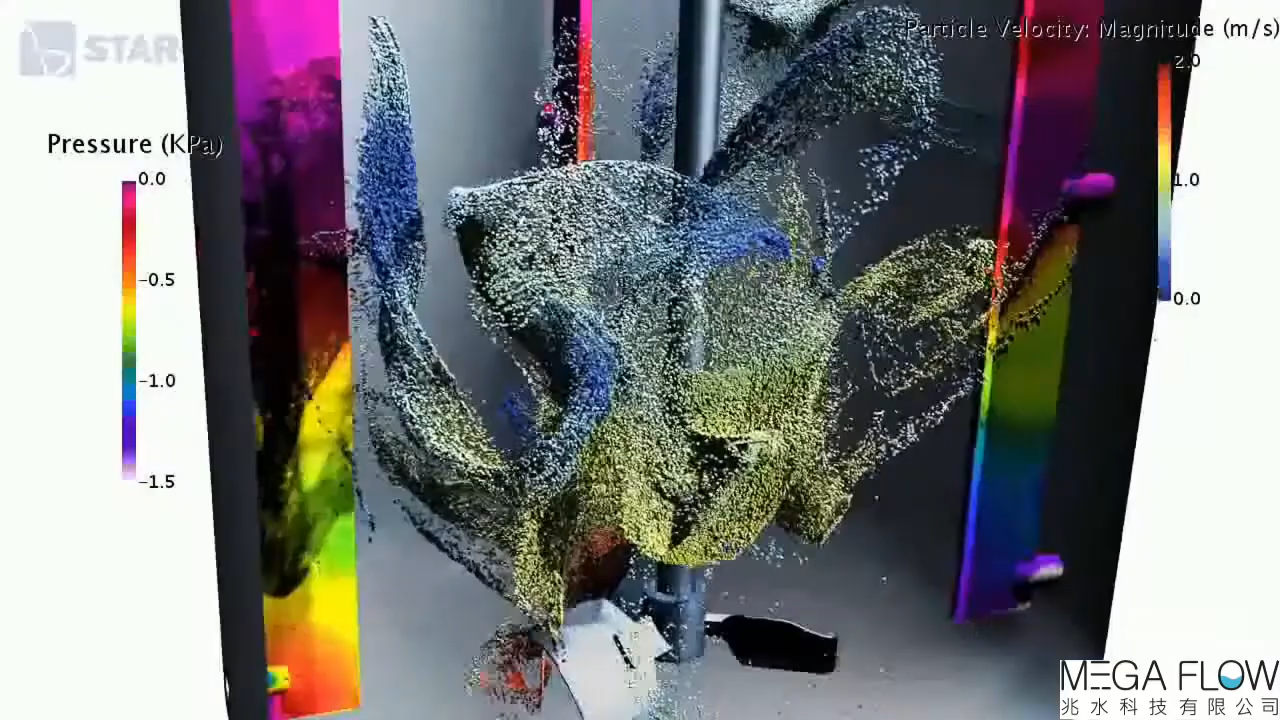 STAR-
Particle Velocity: Magnitude (m/s)
2.0
1.0
0.0
Pressure (KPa)
0.0
-0.5
-1.0
-1.5
MEGA FLOW
兆水科技有限公司